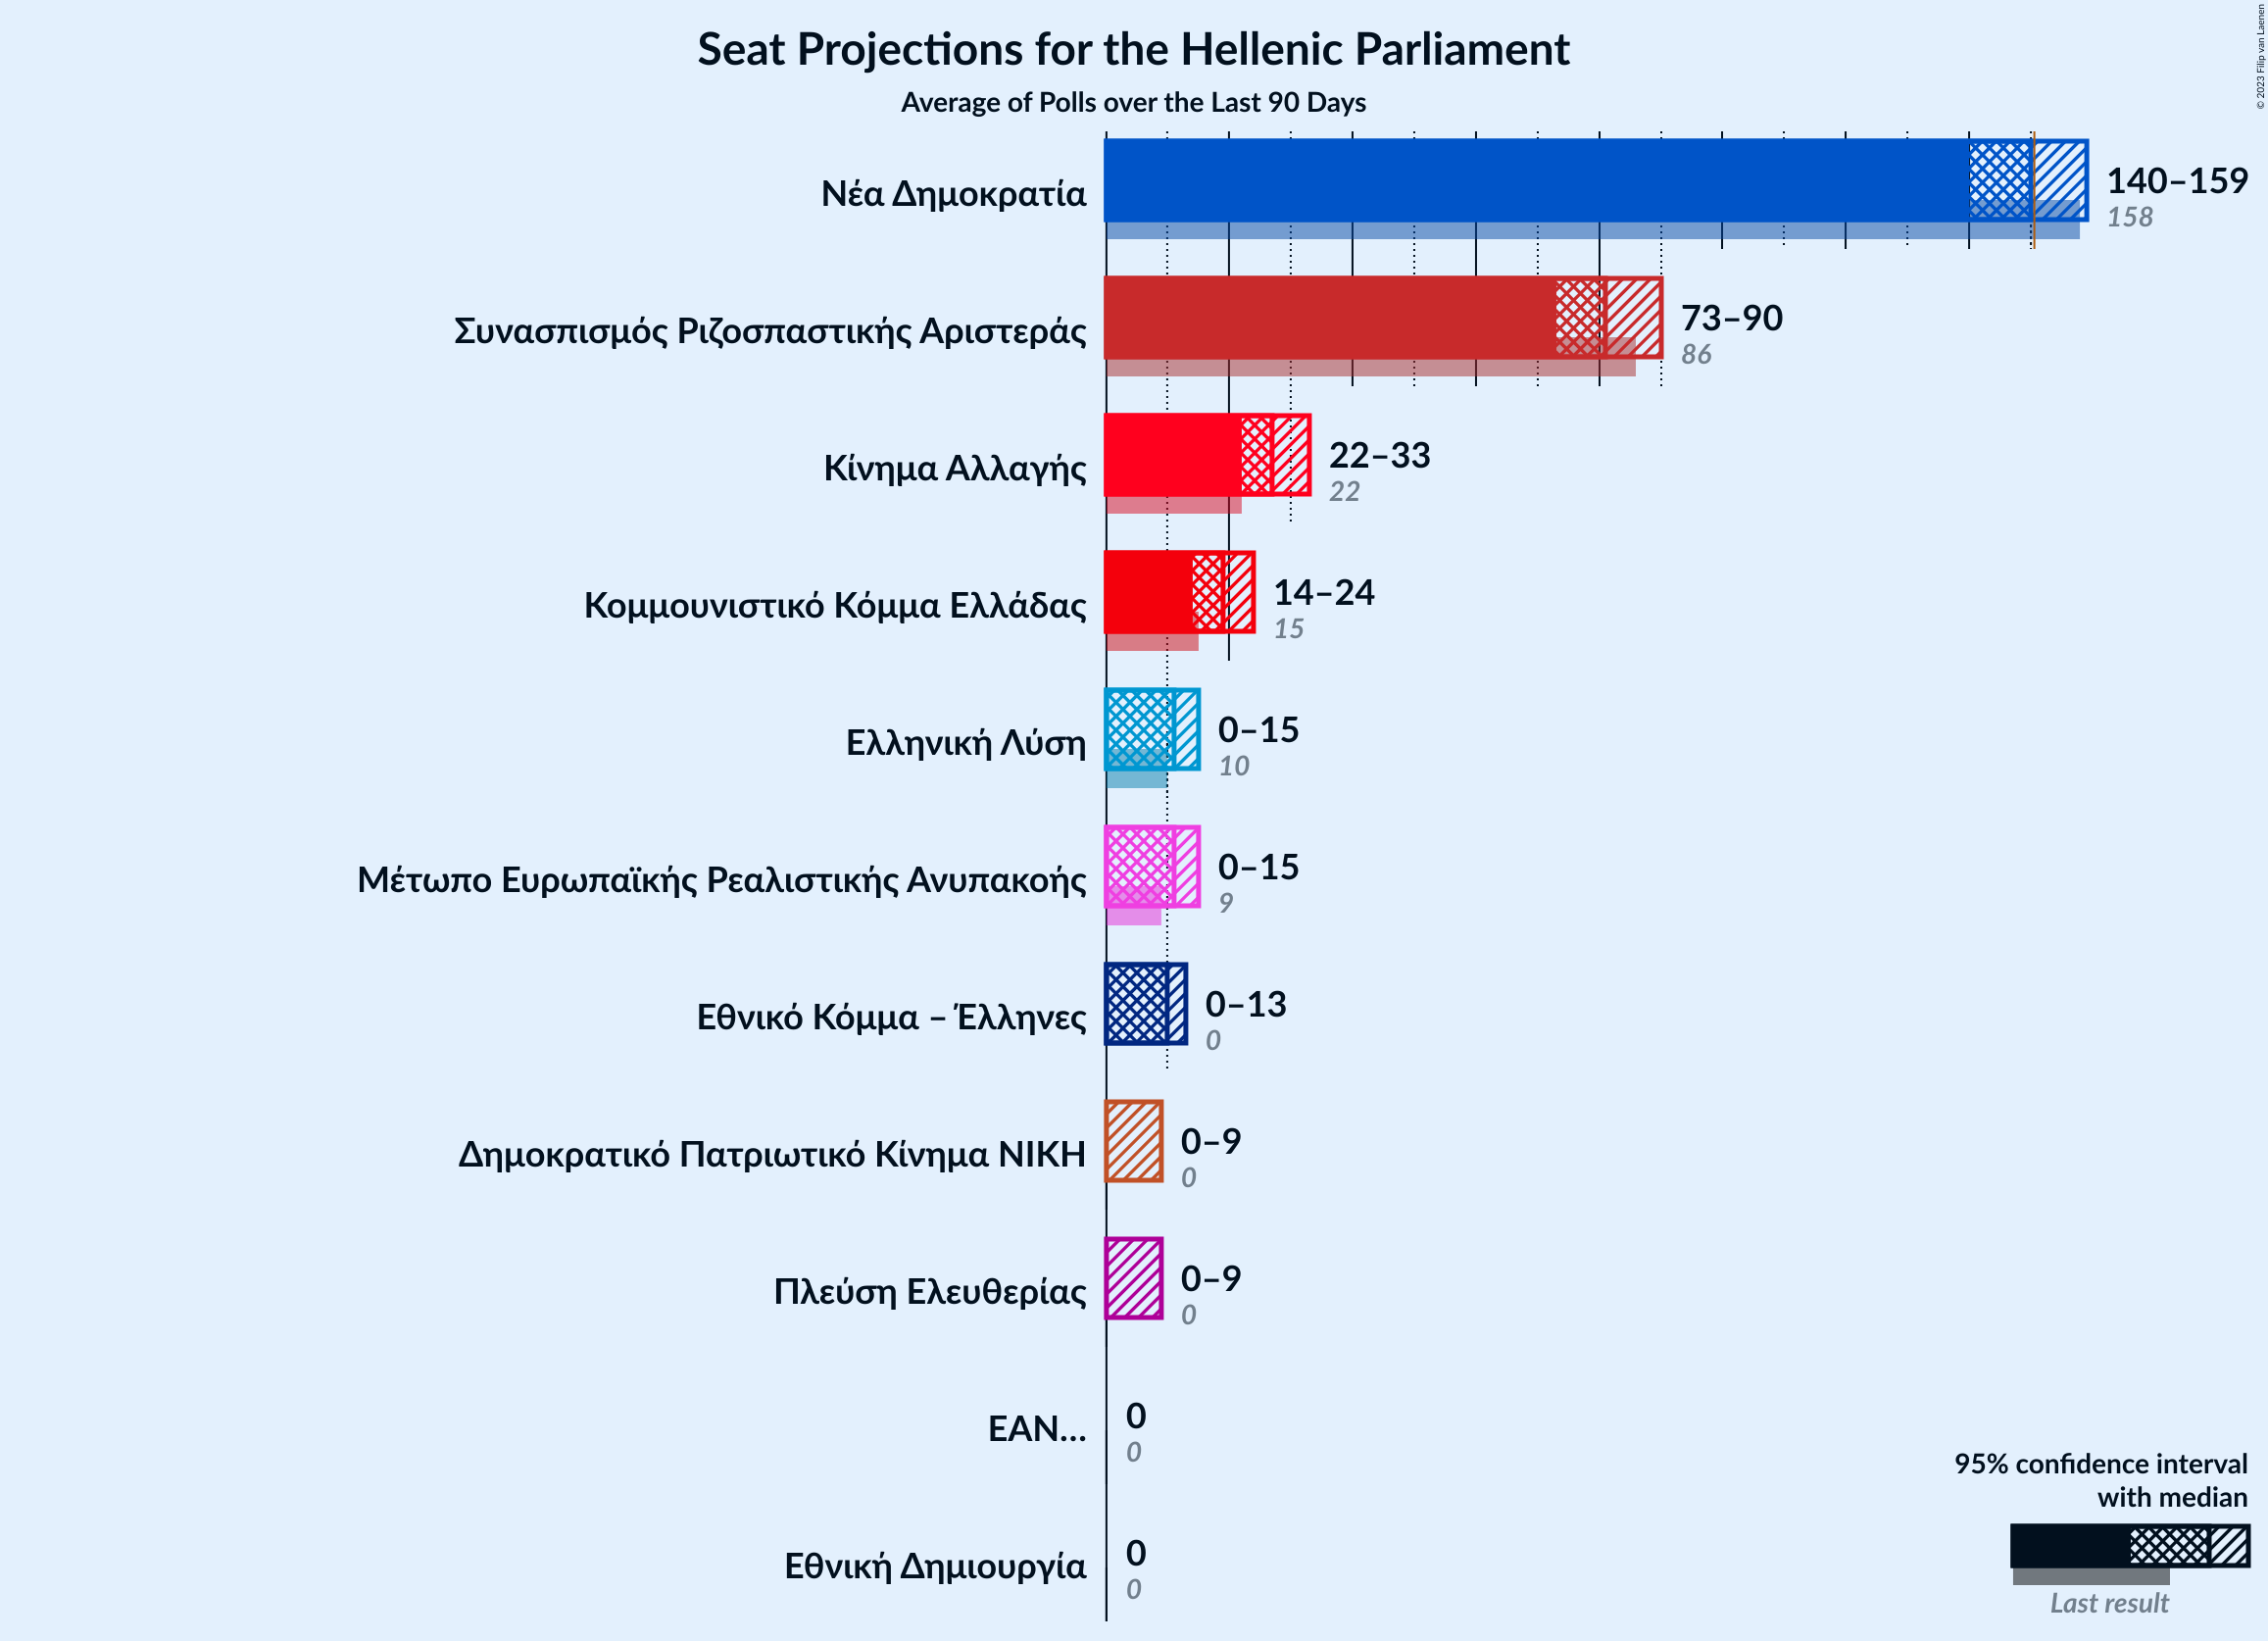 Seat Projections for the Hellenic Parliament
Average of Polls over the Last 90 Days
© 2023 Filip van Laenen
Νέα Δημοκρατία
140–159
158
Συνασπισμός Ριζοσπαστικής Αριστεράς
73–90
86
Κίνημα Αλλαγής
22–33
22
Κομμουνιστικό Κόμμα Ελλάδας
14–24
15
Ελληνική Λύση
0–15
10
Μέτωπο Ευρωπαϊκής Ρεαλιστικής Ανυπακοής
0–15
9
Εθνικό Κόμμα – Έλληνες
0–13
0
Δημοκρατικό Πατριωτικό Κίνημα ΝΙΚΗ
0–9
0
Πλεύση Ελευθερίας
0–9
0
ΕΑΝ…
0
0
Εθνική Δημιουργία
0
0
95% confidence interval
with median
Last result